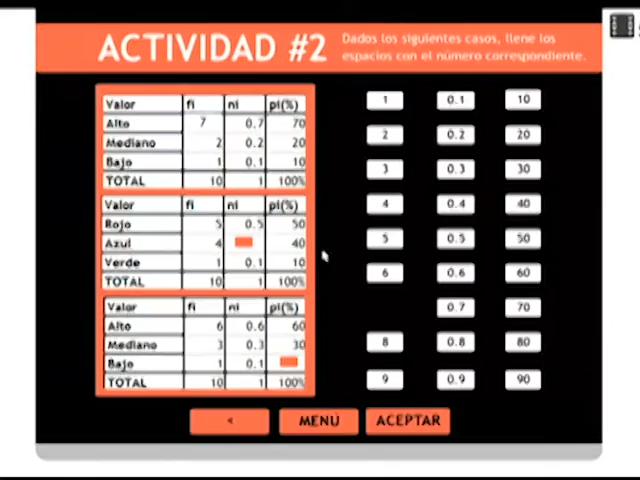 ACTIVIDAD #2
Dados los siguientes casos, llene los
espacios con el número correspondiente.
Valor fi ni pi(%)
Alto 7 0.7 70
Mediano 2 0.2 20
Bajo 1 0.1 10
TOTAL 10 1 100%
Valor fi ni pi(%)
Rojo 5 0.5 50
Azul 4 40
Verde 1 0.1 10
TOTAL 10 1 100%
Valor fi ni pi(%)
Alto 6 0.6 60
Mediano 3 0.3 30
Bajo 1 0.1
TOTAL 10 1 100%
1 0.1 10
2 0.2 20
3 0.3 30
4 0.4 40
5 0.5 50
6 0.6 60
0.7 70
8 0.8 80
9 0.9 90
< MENÚ ACEPTAR